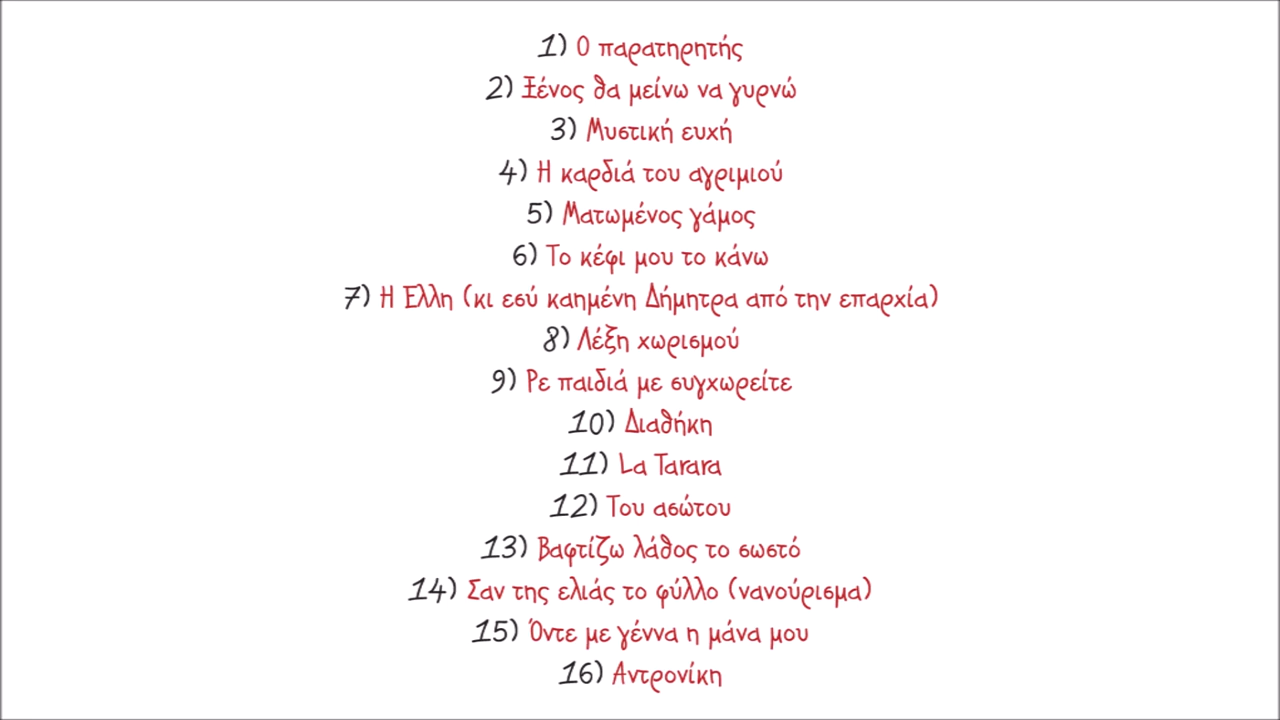 1) Ο παρατηρητής
2) Ξένος θα μείνω να γυρνώ
3) Μυστική ευχή
4) Η καρδιά του αγριμιού
5) Ματωμένος γάμος
6) Το κέφι μου το κάνω
7) Η Ελλη (κι εσύ καημένη Δήμητρα από την επαρχία)
8) Λέξη χωρισμού
9) Ρε παιδιά με συγχωρείτε
10) Διαθήκη
11) La Tarara
12) Του ασώτου
13) Βαφτίζω λάθος το σωστό
14) Σαν της ελιάς το φύλλο (νανούρισμα)
15) Όντε με γέννα η μάνα μου
16) Αντρονίκη